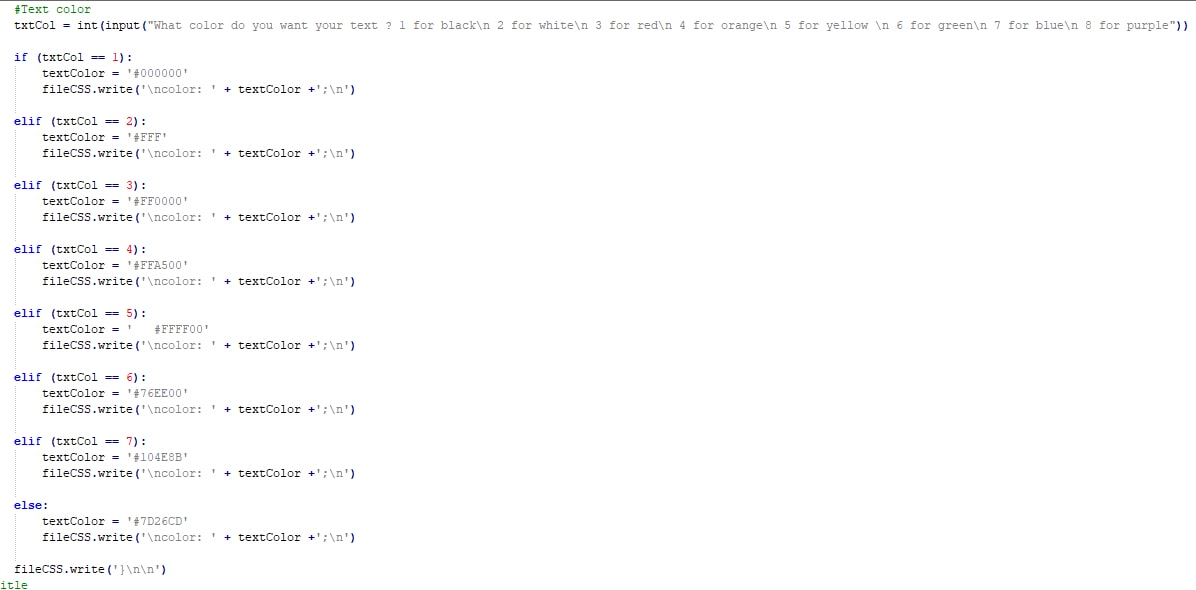 #Text color
txtCol = int(input("What color do you want your text ? 1 for black\n 2 for white\n 3 for red\n 4 for orange\n 5 for yellow \n 6 for green\n 7 for blue\n 8 for purple"))
if (txtCol == 1):
textColor = '#000000'
fileCSS.write('\ncolor: ' + textColor +';\n')
elif (txtCol == 2):
textColor = '#FFF'
fileCSS.write('\ncolor: ' + textColor +';\n')
elif (txtCol == 3):
textColor = '#FF0000'
fileCSS.write('\ncolor: ' + textColor +';\n')
elif (txtCol == 4):
textColor = '#FFA500'
fileCSS.write('\ncolor: ' + textColor +';\n')
elif (txtCol == 5):
textColor = '   #FFFF00'
fileCSS.write('\ncolor: ' + textColor +';\n')
elif (txtCol == 6):
textColor = '#76EE00'
fileCSS.write('\ncolor: ' + textColor +';\n')
elif (txtCol == 7):
textColor = '#104E8B'
fileCSS.write('\ncolor: ' + textColor +';\n')
else:
textColor = '#7D26CD'
fileCSS.write('\ncolor: ' + textColor +';\n')
fileCSS.write('}\n\n')
itle